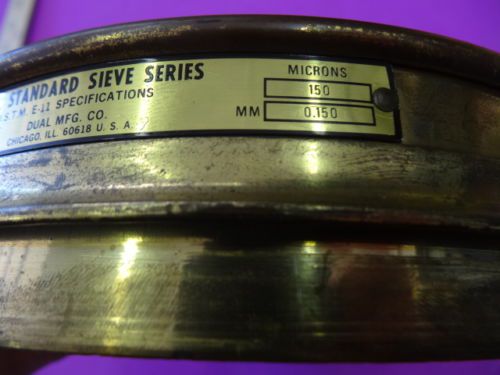 STANDARD SIEVE SERIES
S.T.M. E-11 SPECIFICATIONS
DUAL MFG. CO.
CHICAGO, ILL. 60618 U. S. A.
MICRONS
150
MM 0.150